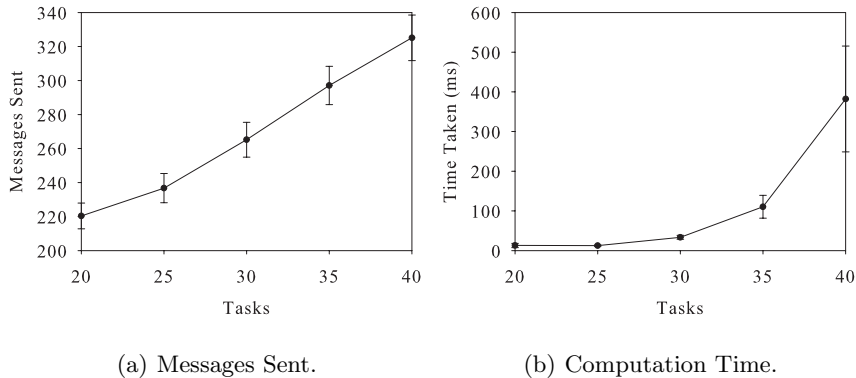 340
320
300
280
260
240
220
200
Messages Sent
20 25 30 35 40
Tasks
(a) Messages Sent.
600
500
400
300
200
100
0
Time Taken (ms)
20 25 30 35 40
Tasks
(b) Computation Time.